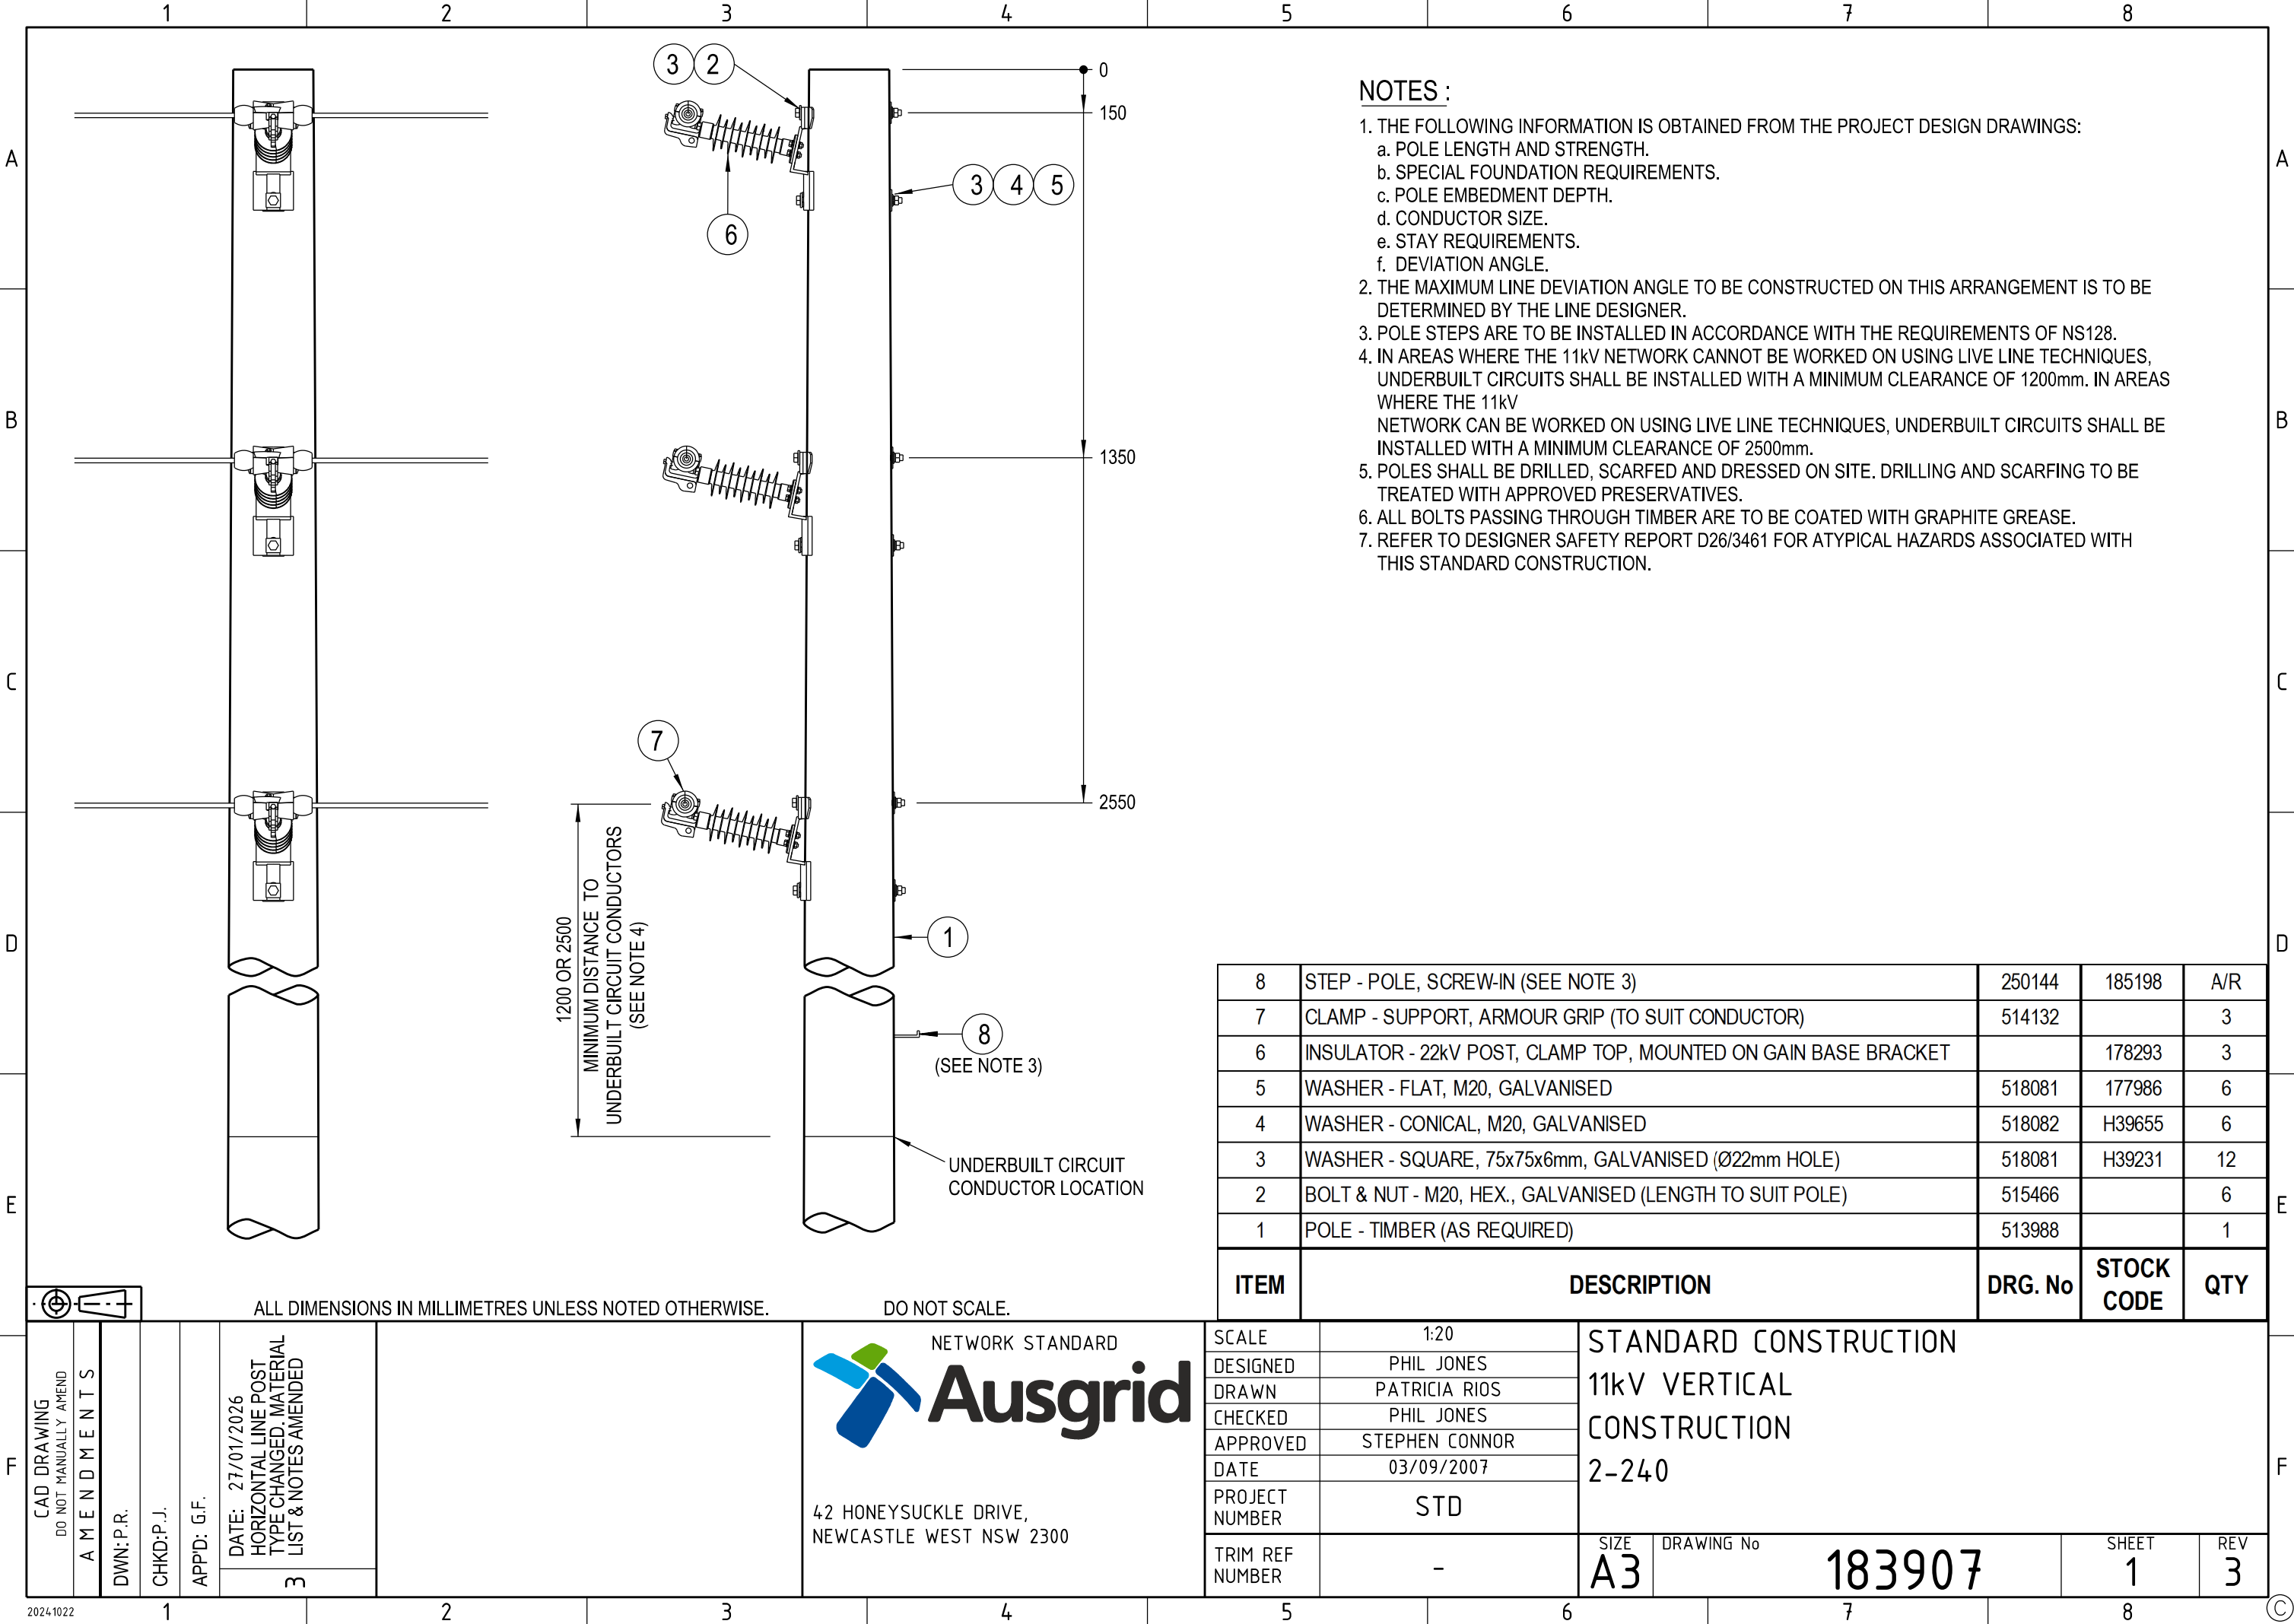 1 2 3 4 5 6 7 8
A
B
C
D
E
F
A
B
C
D
E
F
3 2
6
3 4 5
7
1
8
(SEE NOTE 3)
0
150
1350
2550
1200 OR 2500
MINIMUM DISTANCE TO
UNDERBUILT CIRCUIT CONDUCTORS
(SEE NOTE 4)
UNDERBUILT CIRCUIT
CONDUCTOR LOCATION
NOTES :
1. THE FOLLOWING INFORMATION IS OBTAINED FROM THE PROJECT DESIGN DRAWINGS:
a. POLE LENGTH AND STRENGTH.
b. SPECIAL FOUNDATION REQUIREMENTS.
c. POLE EMBEDMENT DEPTH.
d. CONDUCTOR SIZE.
e. STAY REQUIREMENTS.
f. DEVIATION ANGLE.
2. THE MAXIMUM LINE DEVIATION ANGLE TO BE CONSTRUCTED ON THIS ARRANGEMENT IS TO BE
DETERMINED BY THE LINE DESIGNER.
3. POLE STEPS ARE TO BE INSTALLED IN ACCORDANCE WITH THE REQUIREMENTS OF NS128.
4. IN AREAS WHERE THE 11kV NETWORK CANNOT BE WORKED ON USING LIVE LINE TECHNIQUES,
UNDERBUILT CIRCUITS SHALL BE INSTALLED WITH A MINIMUM CLEARANCE OF 1200mm. IN AREAS
WHERE THE 11kV
NETWORK CAN BE WORKED ON USING LIVE LINE TECHNIQUES, UNDERBUILT CIRCUITS SHALL BE
INSTALLED WITH A MINIMUM CLEARANCE OF 2500mm.
5. POLES SHALL BE DRILLED, SCARFED AND DRESSED ON SITE. DRILLING AND SCARFING TO BE
TREATED WITH APPROVED PRESERVATIVES.
6. ALL BOLTS PASSING THROUGH TIMBER ARE TO BE COATED WITH GRAPHITE GREASE.
7. REFER TO DESIGNER SAFETY REPORT D26/3461 FOR ATYPICAL HAZARDS ASSOCIATED WITH
THIS STANDARD CONSTRUCTION.
8 STEP - POLE, SCREW-IN (SEE NOTE 3) 250144 185198 A/R
7 CLAMP - SUPPORT, ARMOUR GRIP (TO SUIT CONDUCTOR) 514132 3
6 INSULATOR - 22kV POST, CLAMP TOP, MOUNTED ON GAIN BASE BRACKET 178293 3
5 WASHER - FLAT, M20, GALVANISED 518081 177986 6
4 WASHER - CONICAL, M20, GALVANISED 518082 H39655 6
3 WASHER - SQUARE, 75x75x6mm, GALVANISED (Ø22mm HOLE) 518081 H39231 12
2 BOLT & NUT - M20, HEX., GALVANISED (LENGTH TO SUIT POLE) 515466 6
1 POLE - TIMBER (AS REQUIRED) 513988 1
ITEM DESCRIPTION DRG. No STOCK CODE QTY
ALL DIMENSIONS IN MILLIMETRES UNLESS NOTED OTHERWISE. DO NOT SCALE.
CAD DRAWING
DO NOT MANUALLY AMEND
AMENDMENTS
DWN: P.R.
CHKD: P.J.
APP'D: G.F.
DATE: 27/01/2026
HORIZONTAL LINE POST
TYPE CHANGED. MATERIAL
LIST & NOTES AMENDED
3
NETWORK STANDARD
Ausgrid
42 HONEYSUCKLE DRIVE,
NEWCASTLE WEST NSW 2300
SCALE 1:20
DESIGNED PHIL JONES
DRAWN PATRICIA RIOS
CHECKED PHIL JONES
APPROVED STEPHEN CONNOR
DATE 03/09/2007
PROJECT NUMBER STD
TRIM REF NUMBER -
STANDARD CONSTRUCTION
11kV VERTICAL
CONSTRUCTION
2-240
SIZE A3
DRAWING No 183907
SHEET 1
REV 3
20241022
1 2 3 4 5 6 7 8
©